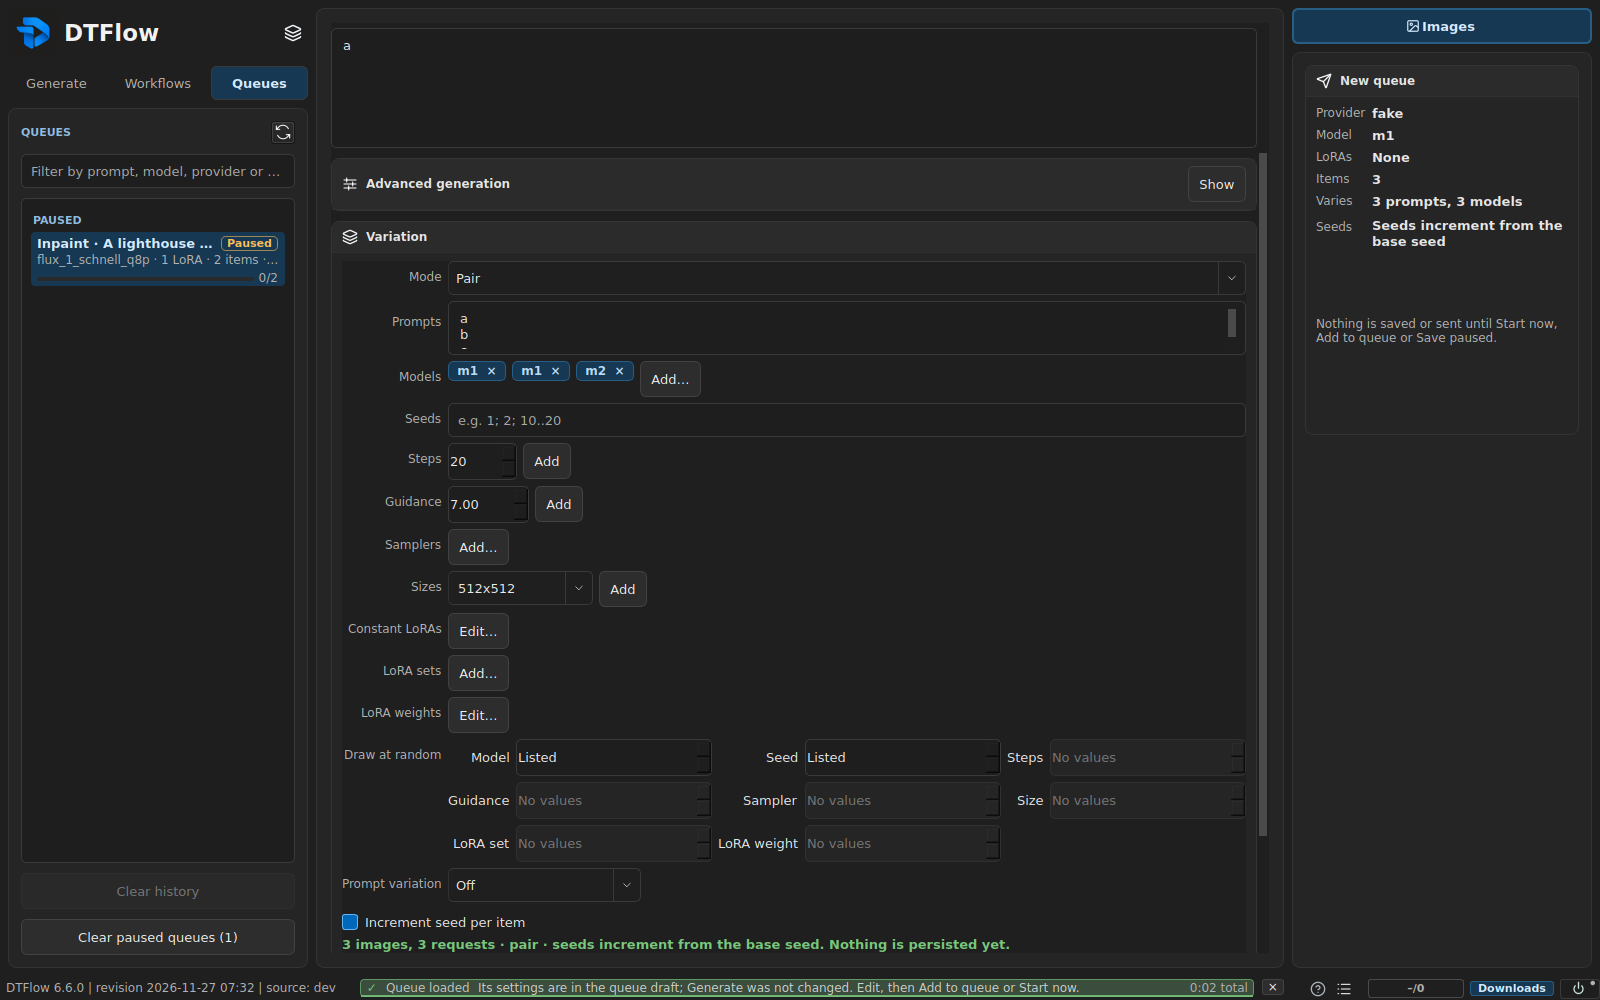 DTFlow
Generate
Workflows
Queues
QUEUES
Filter by prompt, model, provider or ...
PAUSED
Inpaint · A lighthouse ...
Paused
flux_1_schnell_q8p · 1 LoRA · 2 items ·...
0/2
Clear history
Clear paused queues (1)
a
Advanced generation
Show
Variation
Mode
Pair
Prompts
a
b
Models
m1 ×
m1 ×
m2 ×
Add...
Seeds
e.g. 1; 2; 10..20
Steps
20
Add
Guidance
7.00
Add
Samplers
Add...
Sizes
512x512
Add
Constant LoRAs
Edit...
LoRA sets
Add...
LoRA weights
Edit...
Draw at random
Model
Listed
Seed
Listed
Steps
No values
Guidance
No values
Sampler
No values
Size
No values
LoRA set
No values
LoRA weight
No values
Prompt variation
Off
Increment seed per item
3 images, 3 requests · pair · seeds increment from the base seed. Nothing is persisted yet.
Images
New queue
Provider fake
Model m1
LoRAs None
Items 3
Varies 3 prompts, 3 models
Seeds Seeds increment from the
base seed
Nothing is saved or sent until Start now,
Add to queue or Save paused.
DTFlow 6.6.0 | revision 2026-11-27 07:32 | source: dev
✓ Queue loaded Its settings are in the queue draft; Generate was not changed. Edit, then Add to queue or Start now.
0:02 total
×
-/0
Downloads